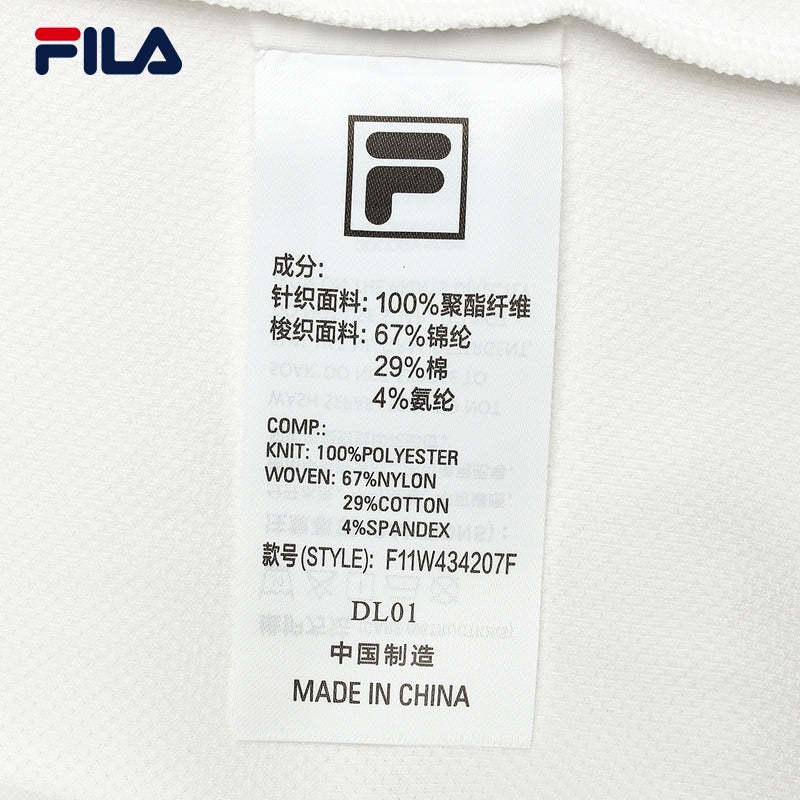 FILA
F
成分:
针织面料: 100%聚酯纤维
梭织面料: 67%锦纶
29%棉
4%氨纶
COMP.:
KNIT: 100%POLYESTER
WOVEN: 67%NYLON
29%COTTON
4%SPANDEX
款号(STYLE): F11W434207F
DL01
中国制造
MADE IN CHINA